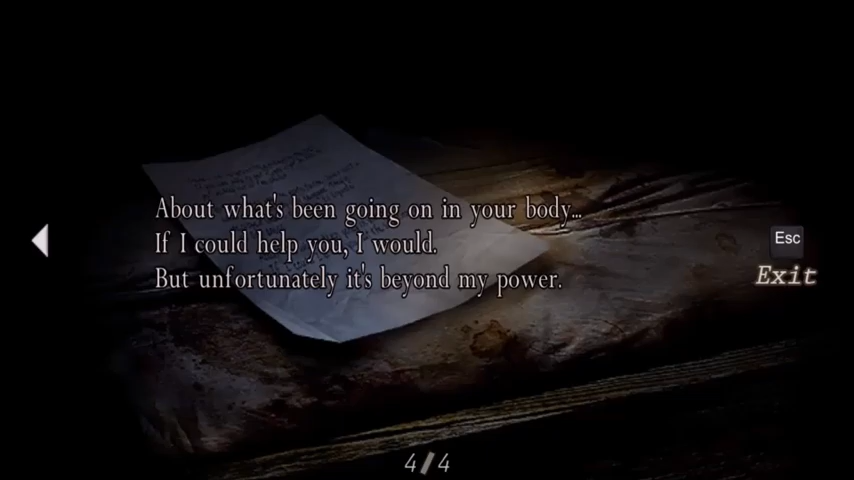 About what's been going on in your body...
If I could help you, I would.
But unfortunately it's beyond my power.
Esc
Exit
4/4